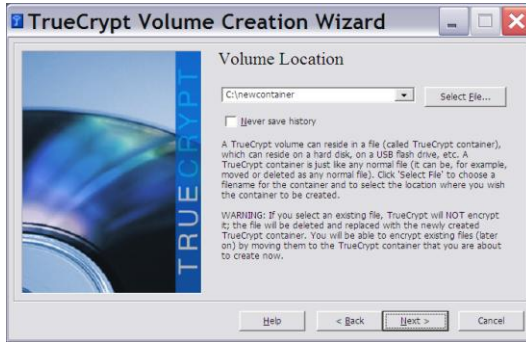 TrueCrypt Volume Creation Wizard
TRUECRYPT
Volume Location
C:\newcontainer
Select File...
Never save history
A TrueCrypt volume can reside in a file (called TrueCrypt container),
which can reside on a hard disk, on a USB flash drive, etc. A
TrueCrypt container is just like any normal file (it can be, for example,
moved or deleted as any normal file). Click 'Select File' to choose a
filename for the container and to select the location where you wish
the container to be created.
WARNING: If you select an existing file, TrueCrypt will NOT encrypt
it; the file will be deleted and replaced with the newly created
TrueCrypt container. You will be able to encrypt existing files (later
on) by moving them to the TrueCrypt container that you are about
to create now.
Help
< Back
Next >
Cancel